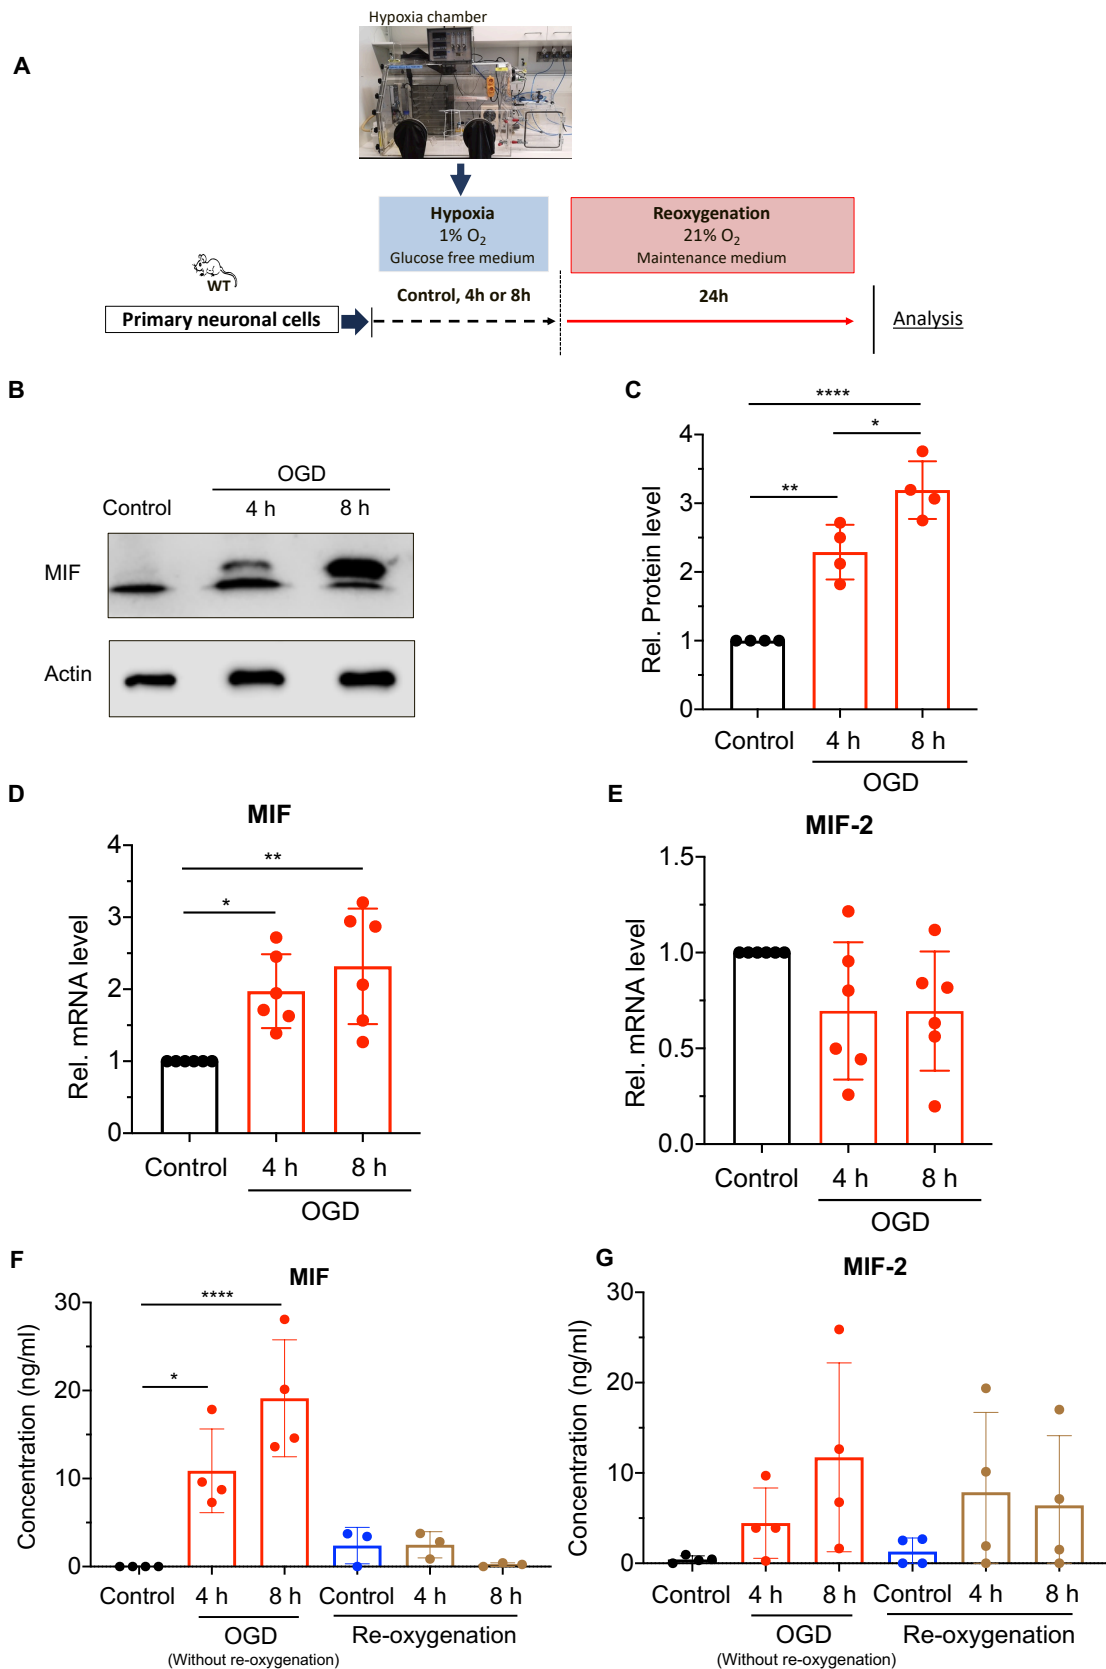 Hypoxia chamber
A
Hypoxia
1% O₂
Glucose free medium
Reoxygenation
21% O₂
Maintenance medium
WT
Control, 4h or 8h
24h
Primary neuronal cells
Analysis
B
OGD
Control 4 h 8 h
MIF
Actin
C
****
*
**
Rel. Protein level
4
3
2
1
0
Control 4 h 8 h
OGD
D
MIF
**
*
Rel. mRNA level
4
3
2
1
0
Control 4 h 8 h
OGD
E
MIF-2
Rel. mRNA level
1.5
1.0
0.5
0.0
Control 4 h 8 h
OGD
F
MIF
****
*
Concentration (ng/ml)
30
20
10
0
Control 4 h 8 h Control 4 h 8 h
OGD Re-oxygenation
(Without re-oxygenation)
G
MIF-2
Concentration (ng/ml)
30
20
10
0
Control 4 h 8 h Control 4 h 8 h
OGD Re-oxygenation
(Without re-oxygenation)